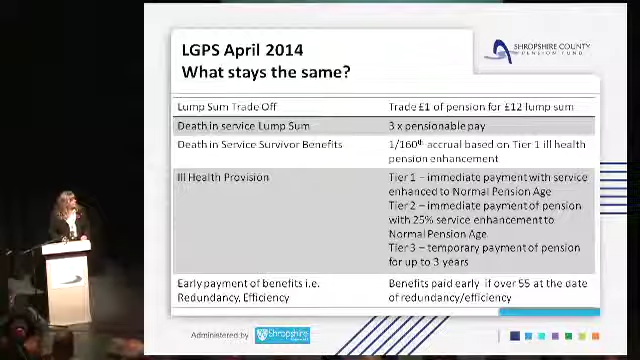 LGPS April 2014
What stays the same?
SHROPSHIRE COUNTY
PENSION FUND
Lump Sum Trade Off
Trade £1 of pension for £12 lump sum
Death in service Lump Sum
3 x pensionable pay
Death in Service Survivor Benefits
1/160th accrual based on Tier 1 ill health
pension enhancement
Ill Health Provision
Tier 1 – immediate payment with service
enhanced to Normal Pension Age
Tier 2 – immediate payment of pension
with 25% service enhancement to
Normal Pension Age
Tier 3 – temporary payment of pension
for up to 3 years
Early payment of benefits i.e.
Redundancy, Efficiency
Benefits paid early if over 55 at the date
of redundancy/efficiency
Administered by
Shropshire